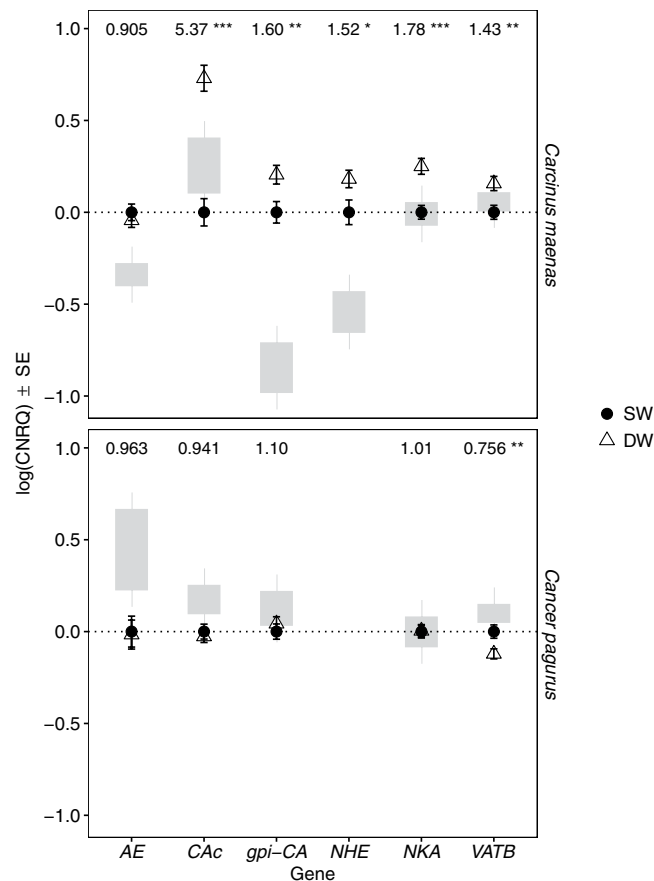 1.0
0.905 5.37 *** 1.60 ** 1.52 * 1.78 *** 1.43 **
0.5
0.0
−0.5
−1.0
Carcinus maenas
log(CNRQ) ± SE
SW
DW
1.0
0.963 0.941 1.10 1.01 0.756 **
0.5
0.0
−0.5
−1.0
Cancer pagurus
AE CAc gpi−CA NHE NKA VATB
Gene